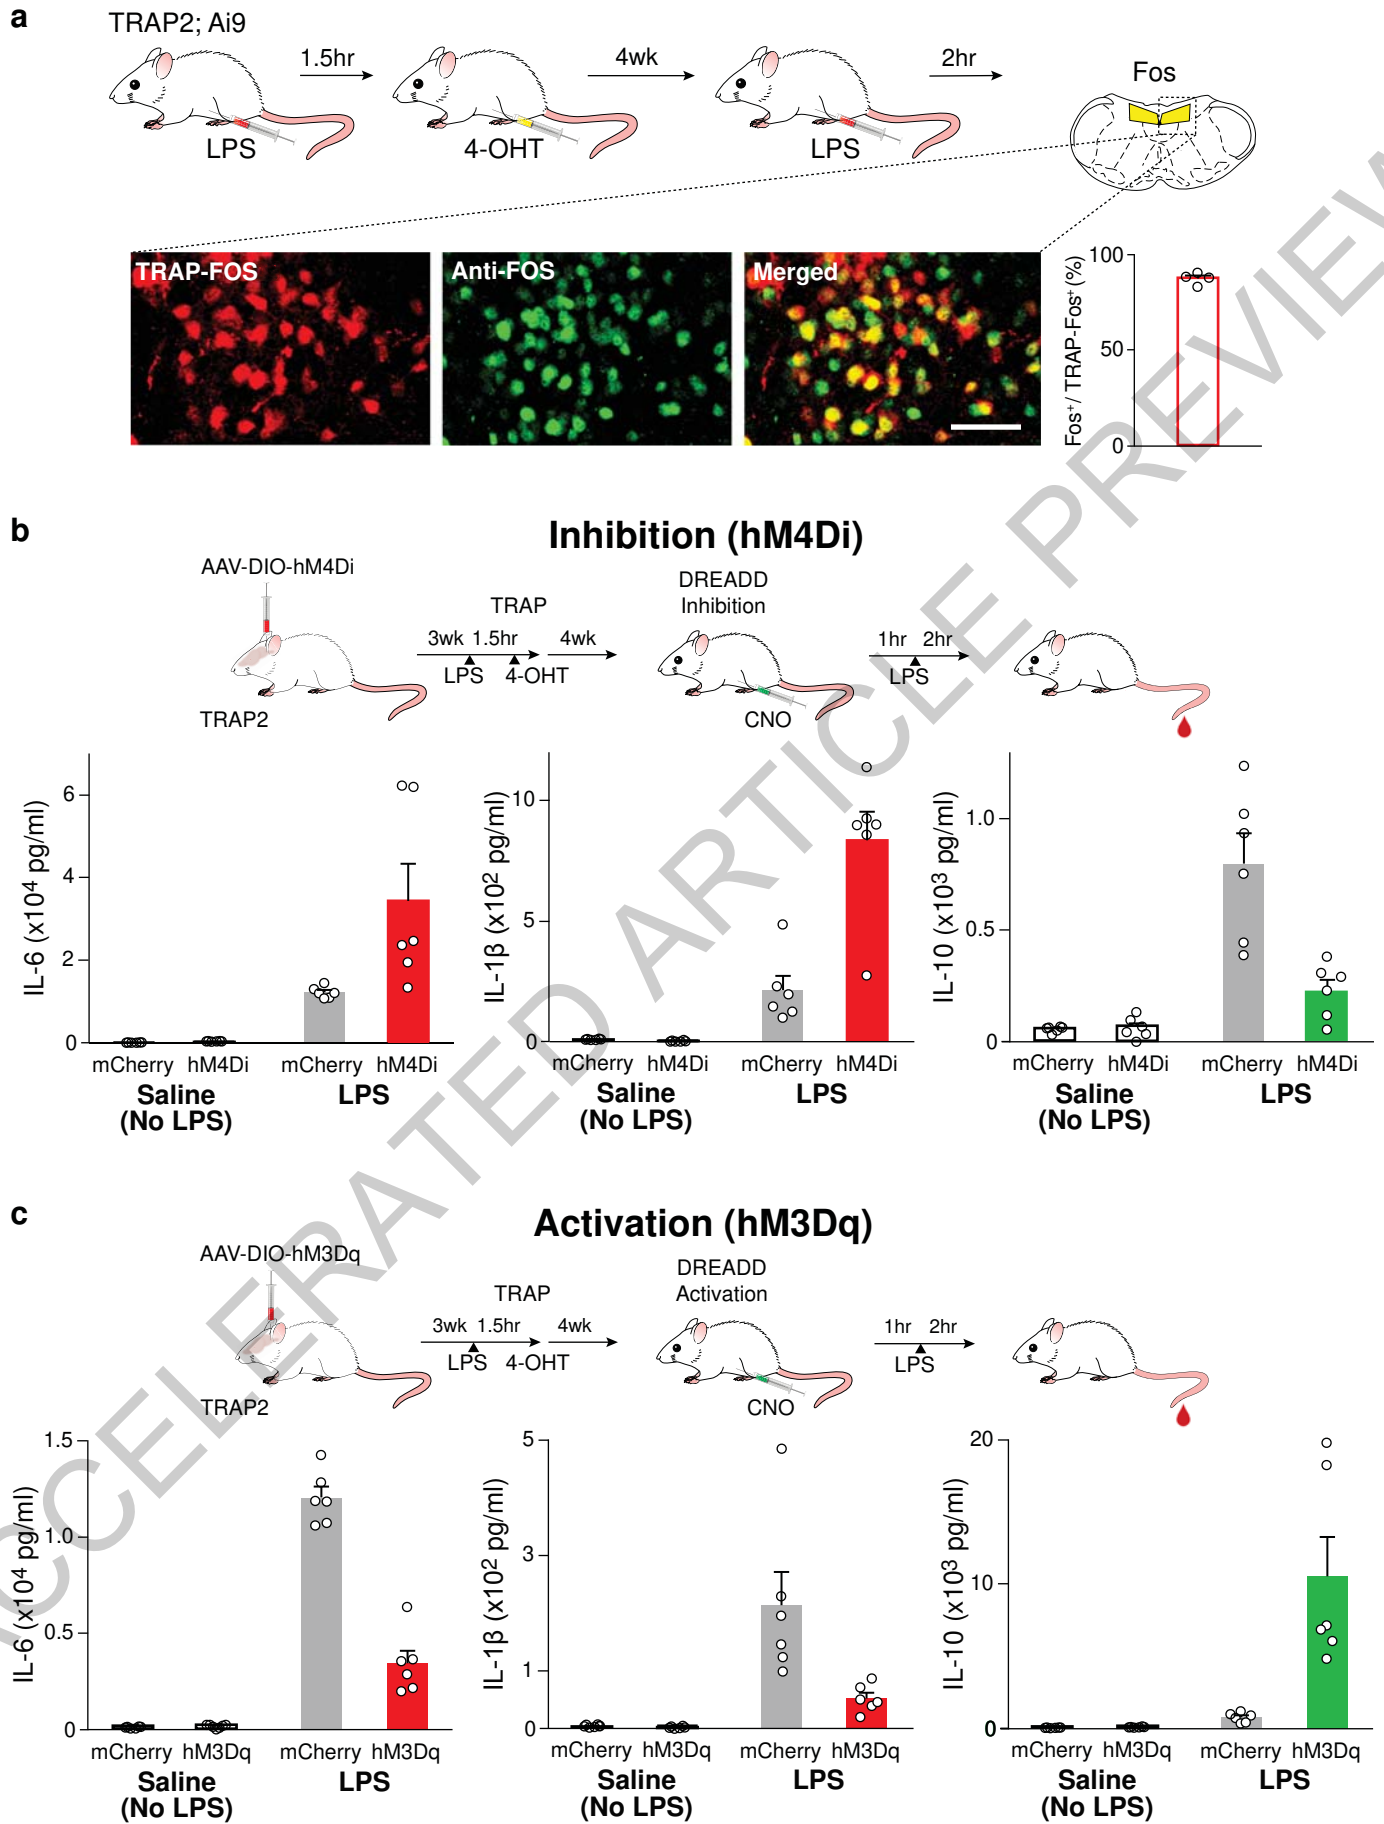 a
TRAP2; Ai9
1.5hr
4wk
2hr
LPS
4-OHT
LPS
Fos
TRAP-FOS
Anti-FOS
Merged
Fos+/ TRAP-Fos+ (%)
100
50
0
b
Inhibition (hM4Di)
AAV-DIO-hM4Di
TRAP2
TRAP
3wk 1.5hr 4wk
LPS 4-OHT
DREADD
Inhibition
CNO
1hr 2hr
LPS
IL-6 (x10⁴ pg/ml)
6
4
2
0
mCherry hM4Di mCherry hM4Di
Saline
(No LPS)
LPS
IL-1β (x10² pg/ml)
10
5
0
mCherry hM4Di mCherry hM4Di
Saline
(No LPS)
LPS
IL-10 (x10³ pg/ml)
1.0
0.5
0
mCherry hM4Di mCherry hM4Di
Saline
(No LPS)
LPS
c
Activation (hM3Dq)
AAV-DIO-hM3Dq
TRAP2
TRAP
3wk 1.5hr 4wk
LPS 4-OHT
DREADD
Activation
CNO
1hr 2hr
LPS
IL-6 (x10⁴ pg/ml)
1.5
1.0
0.5
0
mCherry hM3Dq mCherry hM3Dq
Saline
(No LPS)
LPS
IL-1β (x10² pg/ml)
5
3
1
0
mCherry hM3Dq mCherry hM3Dq
Saline
(No LPS)
LPS
IL-10 (x10³ pg/ml)
20
10
0
mCherry hM3Dq mCherry hM3Dq
Saline
(No LPS)
LPS
ACCELERATED ARTICLE PREVIEW